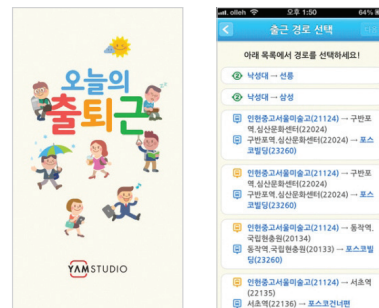 오늘의
출퇴근
YAMSTUDIO
olleh
오후 1:50
64%
출근 경로 선택
아래 목록에서 경로를 선택하세요!
낙성대 → 선릉
낙성대 → 삼성
인헌중고서울미술고(21124) → 구반포
역.심산문화센터(22024)
구반포역.심산문화센터(22024) → 포스
코빌딩(23260)
인헌중고서울미술고(21124) → 구반포
역.심산문화센터(22024)
구반포역.심산문화센터(22024) → 포스
코빌딩(23260)
인헌중고서울미술고(21124) → 동작역.
국립현충원(20134)
동작역.국립현충원(20133) → 포스코빌
딩(23260)
인헌중고서울미술고(21124) → 서초역
(22135)
서초역(22136) → 포스코건너편